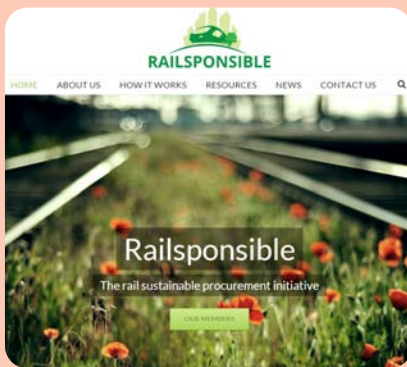 RAILSPONSIBLE
HOME ABOUT US HOW IT WORKS RESOURCES NEWS CONTACT US
Railsponsible
The rail sustainable procurement initiative
OUR MEMBERS